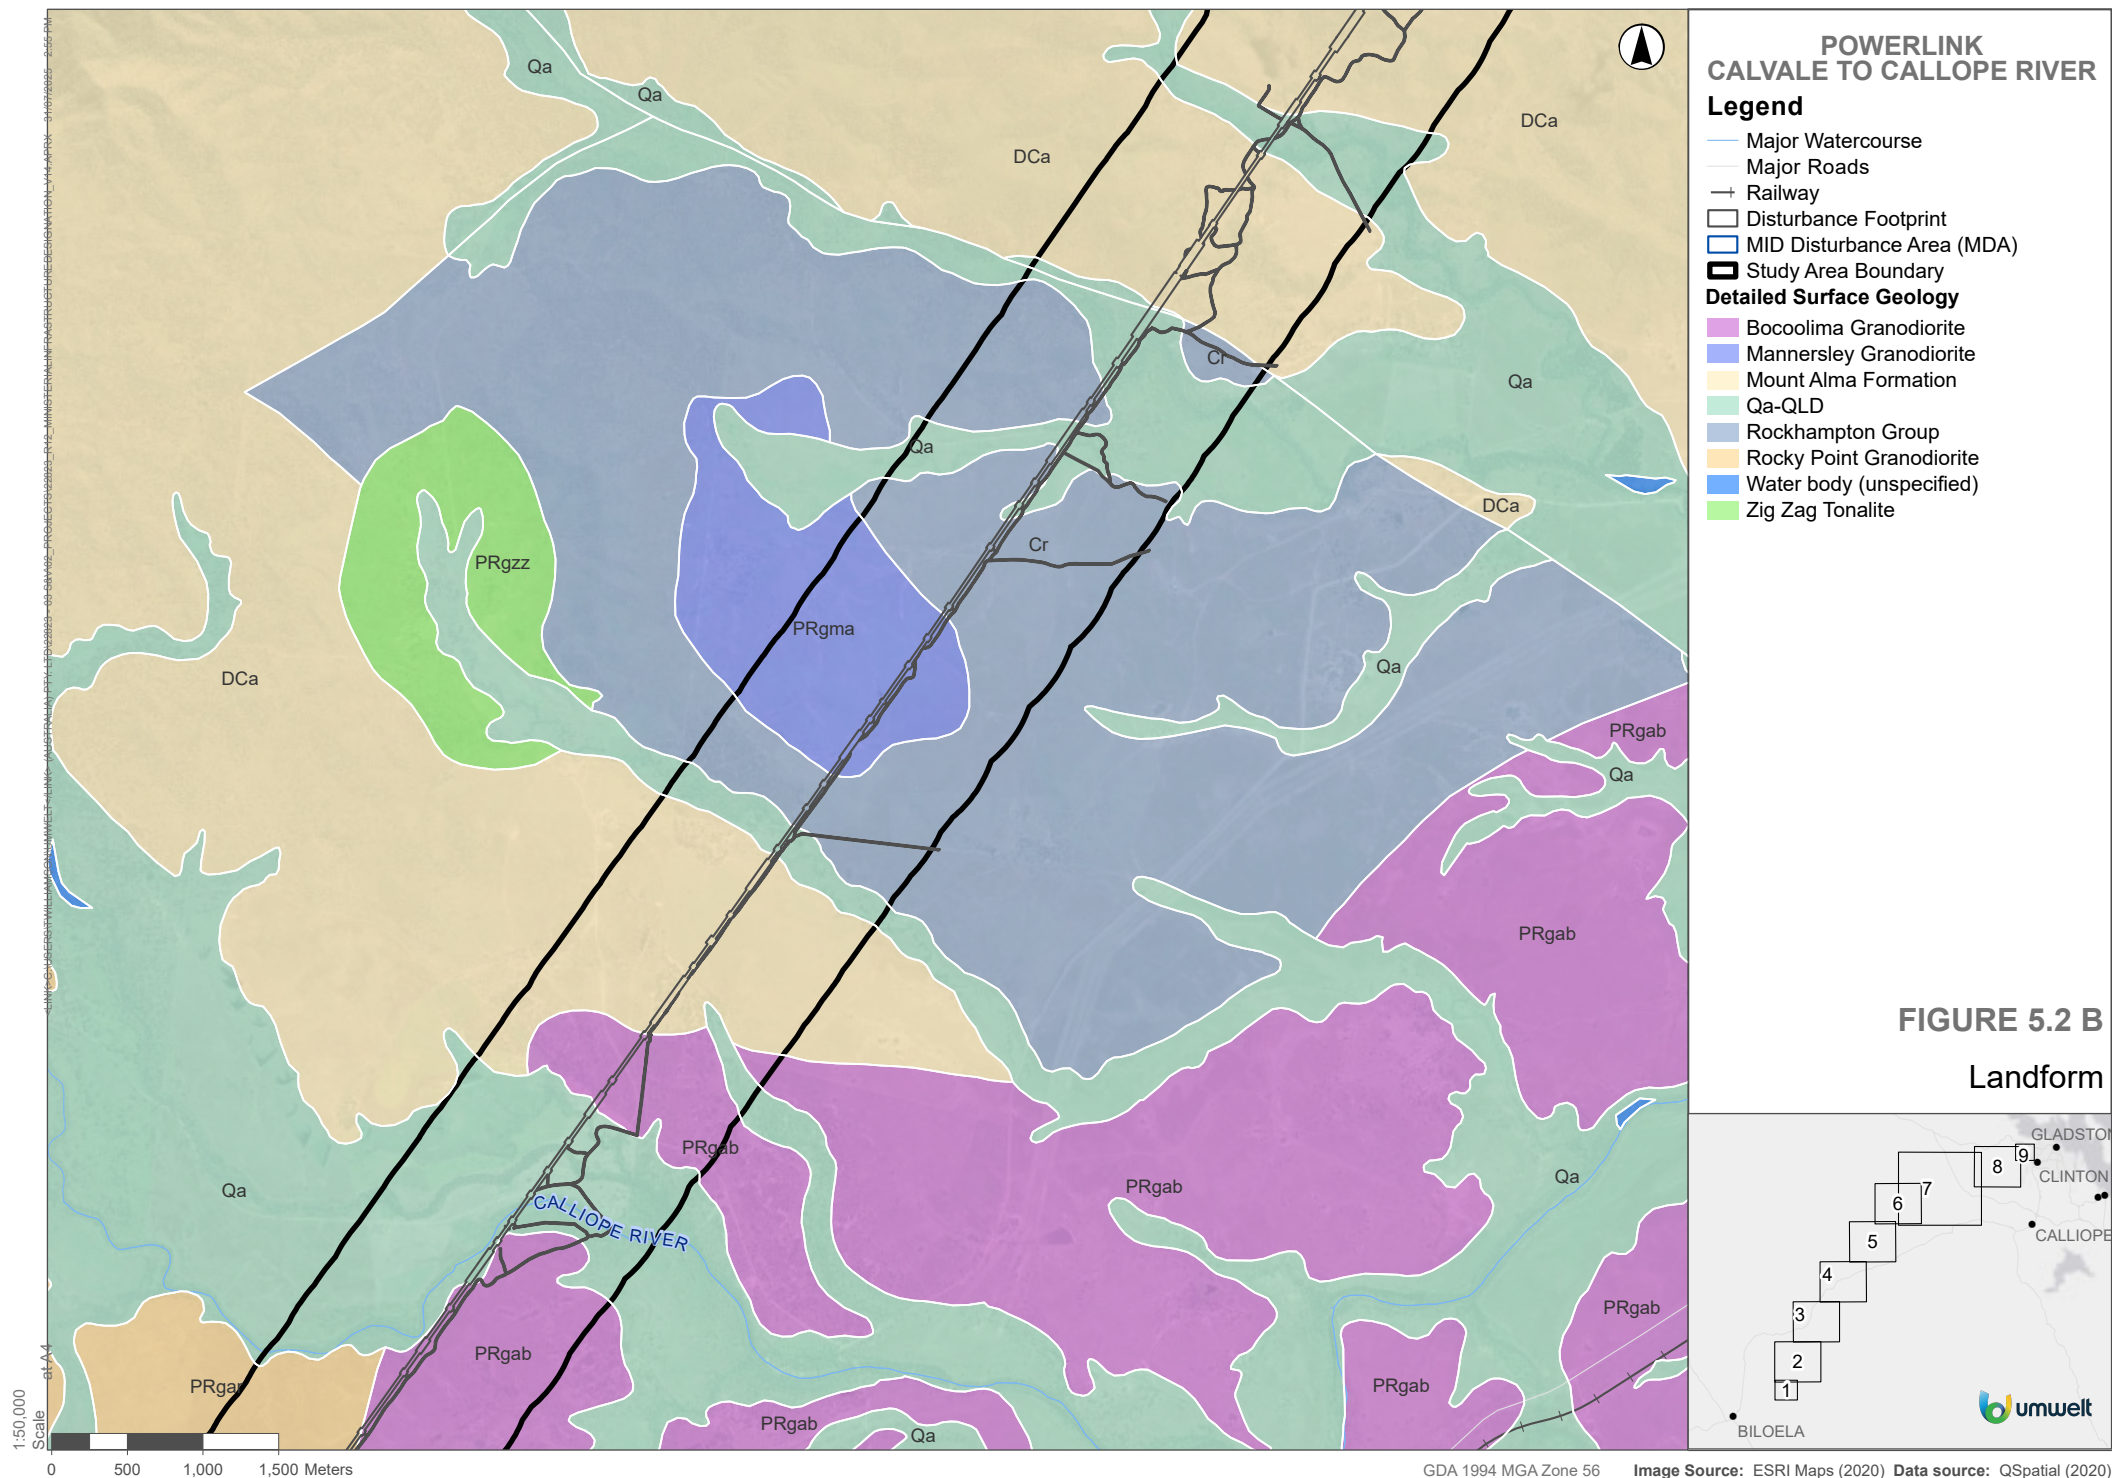 POWERLINK
CALVALE TO CALLOPE RIVER
Legend
Major Watercourse
Major Roads
Railway
Disturbance Footprint
MID Disturbance Area (MDA)
Study Area Boundary
Detailed Surface Geology
Bocoolima Granodiorite
Mannersley Granodiorite
Mount Alma Formation
Qa-QLD
Rockhampton Group
Rocky Point Granodiorite
Water body (unspecified)
Zig Zag Tonalite
FIGURE 5.2 B
Landform
GLADSTON
CLINTON
CALLIOPE
BILOELA
9
8
7
6
5
4
3
2
1
umwelt
Qa
Qa
DCa
DCa
Cr
Qa
Qa
DCa
Cr
PRgzz
PRgma
Qa
DCa
PRgab
Qa
PRgab
PRgab
Qa
PRgab
Qa
CALLIOPE RIVER
PRgab
PRgab
PRgar
PRgab
PRgab
Qa
1:50,000
Scale
at A4
0 500 1,000 1,500 Meters
GDA 1994 MGA Zone 56 Image Source: ESRI Maps (2020) Data source: QSpatial (2020)